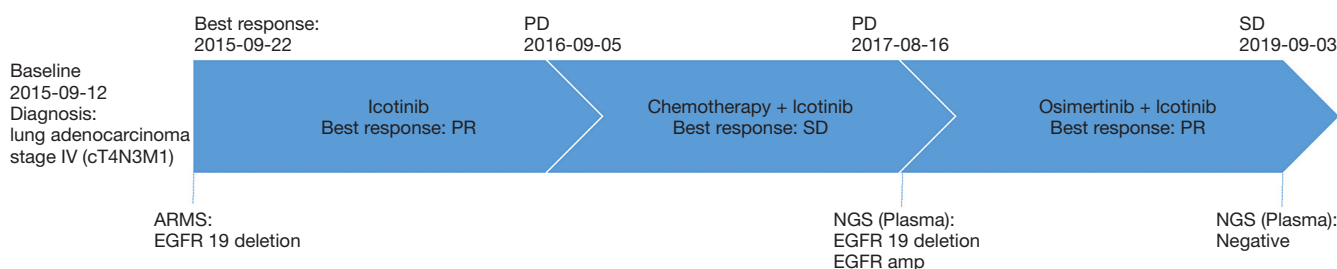 Best response:
2015-09-22
PD
2016-09-05
PD
2017-08-16
SD
2019-09-03
Baseline
2015-09-12
Diagnosis:
lung adenocarcinoma
stage IV (cT4N3M1)
Icotinib
Best response: PR
Chemotherapy + Icotinib
Best response: SD
Osimertinib + Icotinib
Best response: PR
ARMS:
EGFR 19 deletion
NGS (Plasma):
EGFR 19 deletion
EGFR amp
NGS (Plasma):
Negative